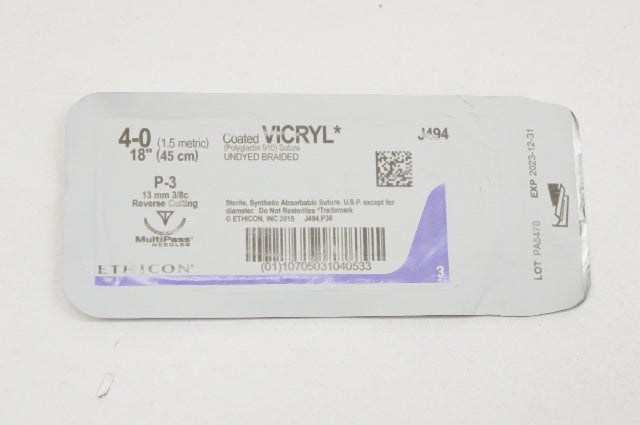 4-0 (1.5 metric)
18" (45 cm)
Coated VICRYL*
(Polyglactin 910) Suture
UNDYED BRAIDED
J494
P-3
13 mm 3/8c
Reverse Cutting
MultiPass*
NEEDLES
Sterile, Synthetic Absorbable Suture. U.S.P. except for
diameter. Do Not Resterilize *Trademark
© ETHICON, INC 2015 J494.P36
(01)10705031040533
ETHICON*
3
LOT PA8478 EXP 2023-12-31